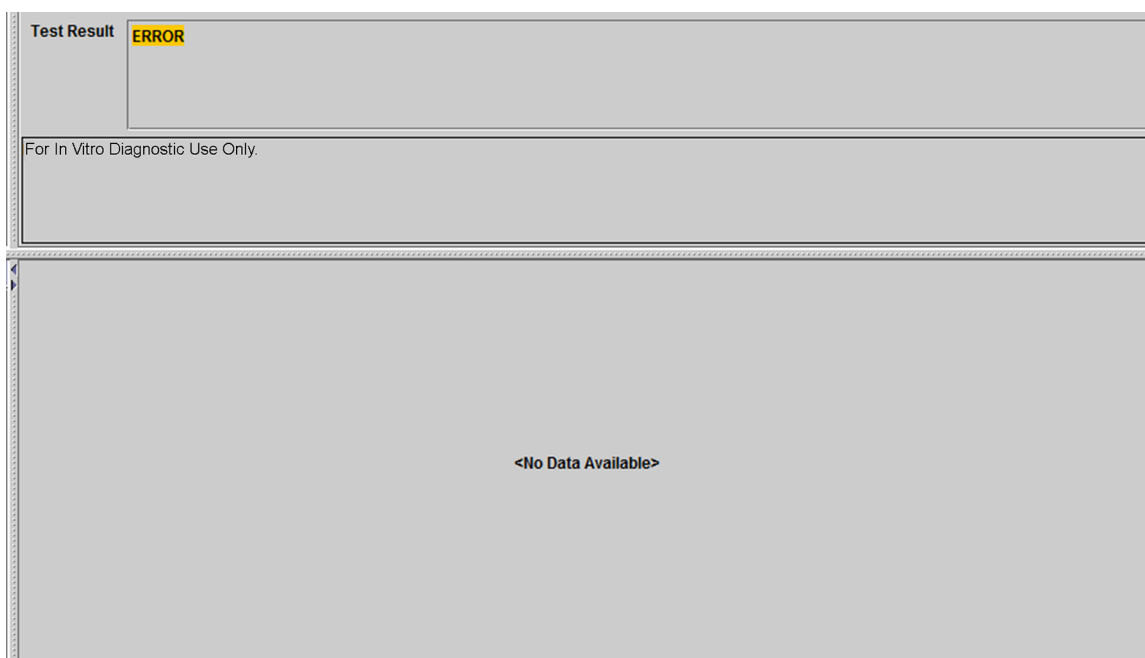 Test Result
ERROR
For In Vitro Diagnostic Use Only.
<No Data Available>